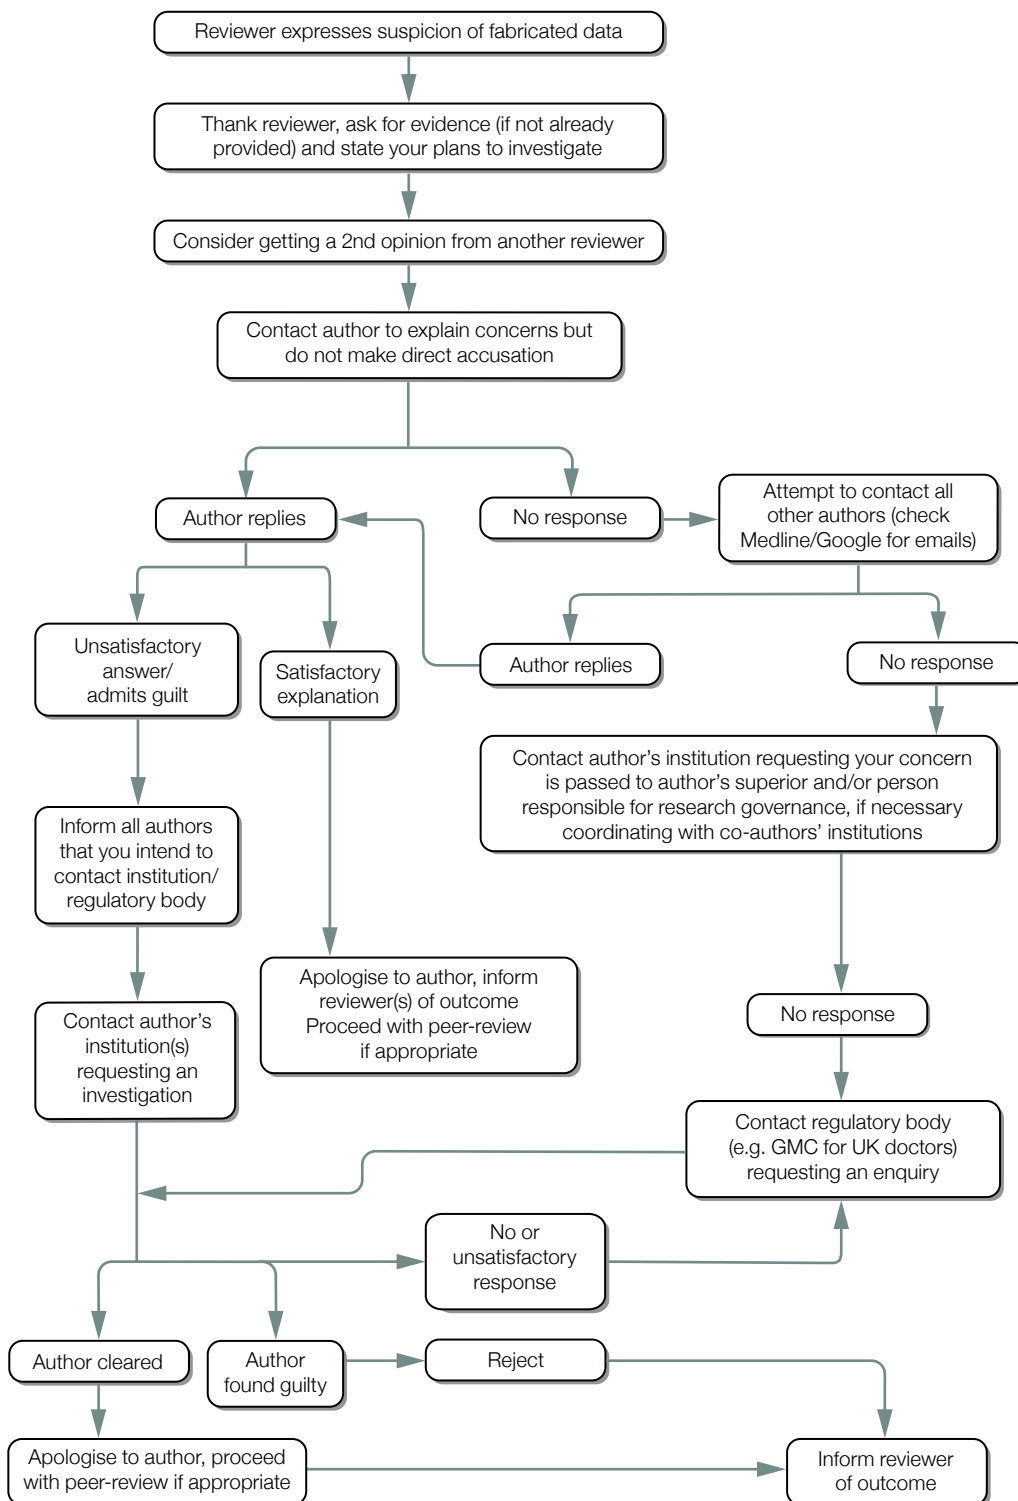 Reviewer expresses suspicion of fabricated data
Thank reviewer, ask for evidence (if not already
provided) and state your plans to investigate
Consider getting a 2nd opinion from another reviewer
Contact author to explain concerns but
do not make direct accusation
Author replies
No response
Attempt to contact all
other authors (check
Medline/Google for emails)
Unsatisfactory
answer/
admits guilt
Satisfactory
explanation
Author replies
No response
Contact author’s institution requesting your concern
is passed to author’s superior and/or person
responsible for research governance, if necessary
coordinating with co-authors’ institutions
Inform all authors
that you intend to
contact institution/
regulatory body
Apologise to author, inform
reviewer(s) of outcome
Proceed with peer-review
if appropriate
No response
Contact author’s
institution(s)
requesting an
investigation
Contact regulatory body
(e.g. GMC for UK doctors)
requesting an enquiry
No or
unsatisfactory
response
Author cleared
Author
found guilty
Reject
Apologise to author, proceed
with peer-review if appropriate
Inform reviewer
of outcome